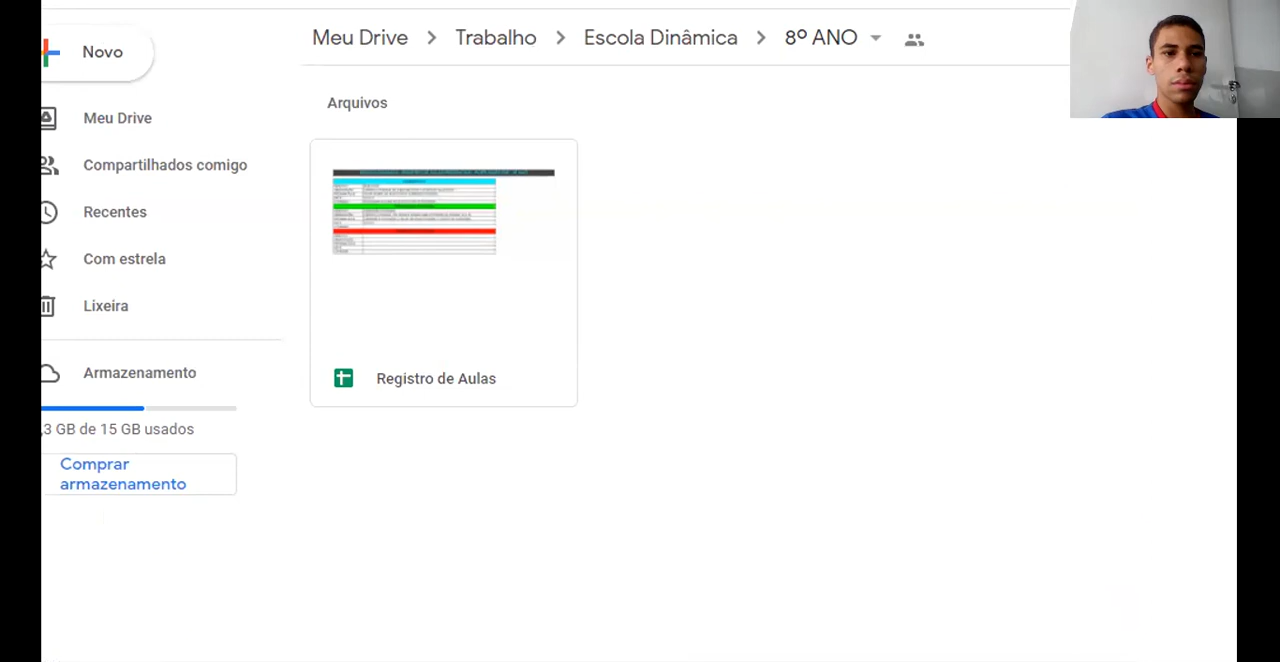 Meu Drive > Trabalho > Escola Dinâmica > 8º ANO
Novo
Arquivos
Meu Drive
Compartilhados comigo
Recentes
Com estrela
Lixeira
Armazenamento
,3 GB de 15 GB usados
Comprar
armazenamento
Registro de Aulas